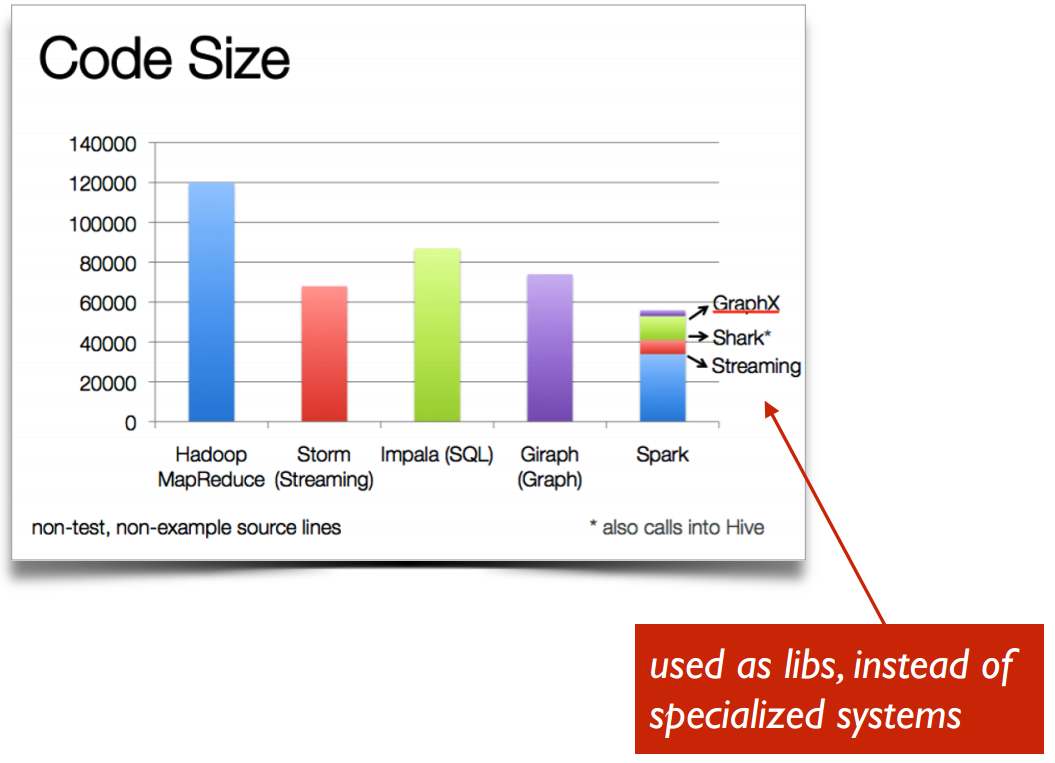 Code Size
140000
120000
100000
80000
60000
40000
20000
0
GraphX
Shark*
Streaming
Hadoop
MapReduce
Storm
(Streaming)
Impala (SQL)
Giraph
(Graph)
Spark
non-test, non-example source lines
* also calls into Hive
used as libs, instead of
specialized systems